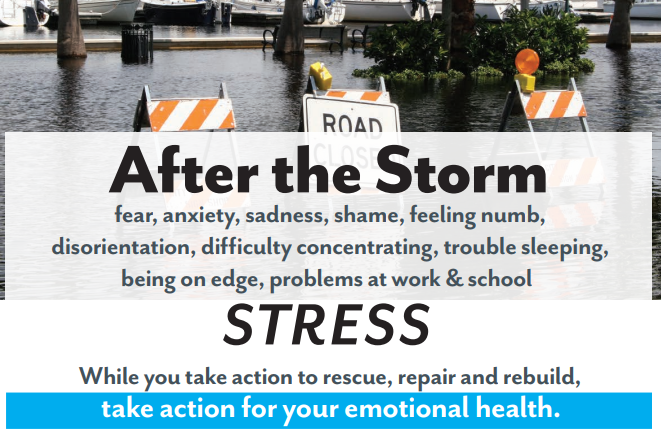 ROAD
CLOSE
After the Storm
fear, anxiety, sadness, shame, feeling numb,
disorientation, difficulty concentrating, trouble sleeping,
being on edge, problems at work & school
STRESS
While you take action to rescue, repair and rebuild,
take action for your emotional health.